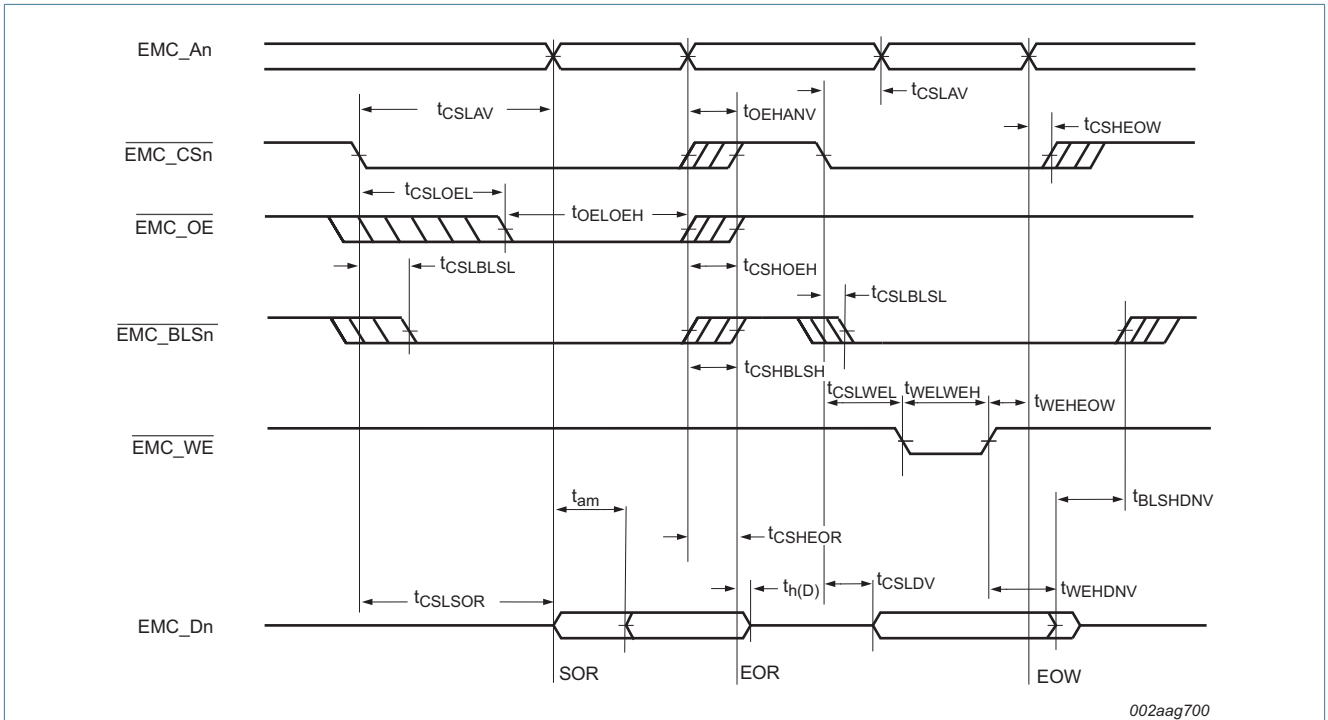 EMC_An
tCSLAV
tOEHANV
tCSLAV
tCSHEOW
EMC_CSn
tCSLOEL
tOELOEH
EMC_OE
tCSLBLSL
tCSHOEH
tCSLBLSL
EMC_BLSn
tCSHBLSH
tCSLWEL
tWELWEH
tWEHEOW
EMC_WE
tam
tBLSHDNV
tCSHEOR
tCSLSOR
th(D)
tCSLDV
tWEHDNV
EMC_Dn
SOR
EOR
EOW
002aag700